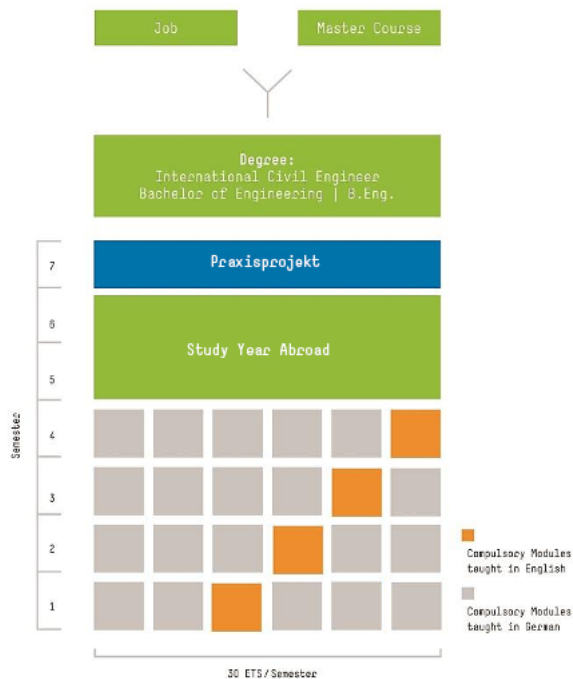 Job
Master Course
Degree:
International Civil Engineer
Bachelor of Engineering | B.Eng.
7
Praxisprojekt
6
Study Year Abroad
5
Semester
4
3
2
Compulsory Modules
taught in English
1
Compulsory Modules
taught in German
30 ETS/Semester